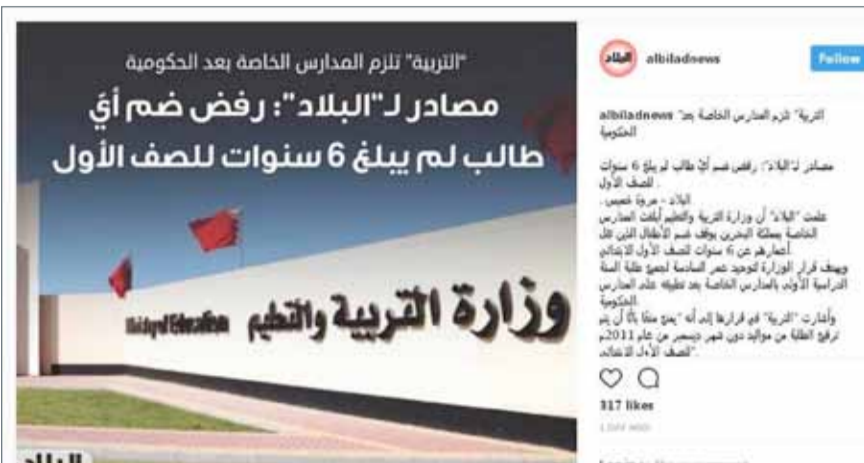 "التربية" تلزم المدارس الخاصة بعد الحكومية
مصادر لـ"البلاد": رفض ضم أيّ
طالب لم يبلغ 6 سنوات للصف الأول
وزارة التربية والتعليم
Ministry of Education
البلاد
البلاد
albiladnews
Follow
albiladnews "التربية" تلزم المدارس الخاصة بعد
الحكومية
مصادر لـ"البلاد": رفض ضم أيّ طالب لم يبلغ 6 سنوات
للصف الأول .
البلاد - مروة خميس .
علمت "البلاد" أن وزارة التربية والتعليم أبلغت المدارس
الخاصة بمملكة البحرين بوقف ضم الأطفال الذين تقل
أعمارهم عن 6 سنوات للصف الأول الابتدائي.
ويهدف قرار الوزارة لتوحيد عمر السادسة لجميع طلبة السنة
الدراسية الأولى بالمدارس الخاصة بعد تطبيقه على المدارس
الحكومية.
وأشارت "التربية" في قرارها إلى أنه "يمنع منعًا باتًا أن يتم
ترفيع الطلبة من مواليد دون شهر ديسمبر من عام 2011م
للصف الأول الابتدائي".
317 likes
1 DAY AGO